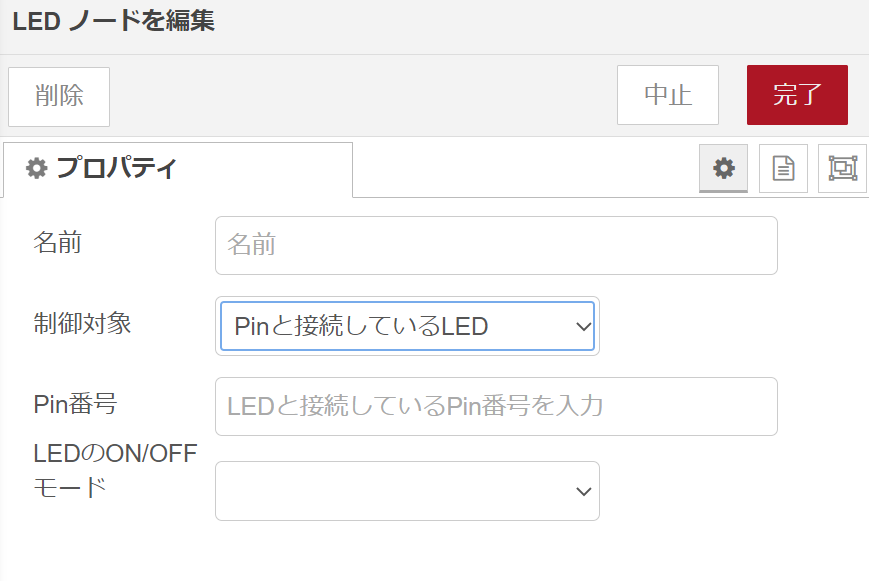 LED ノードを編集
削除 中止 完了
プロパティ
名前 名前
制御対象 Pinと接続しているLED
Pin番号 LEDと接続しているPin番号を入力
LEDのON/OFF
モード